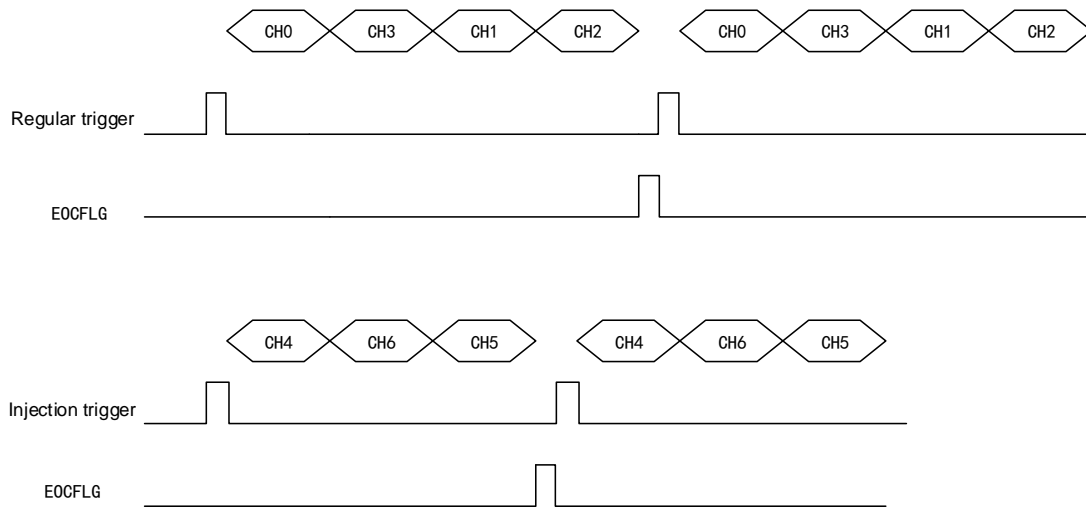 CH0 CH3 CH1 CH2 CH0 CH3 CH1 CH2
Regular trigger
EOCFLG
CH4 CH6 CH5 CH4 CH6 CH5
Injection trigger
EOCFLG